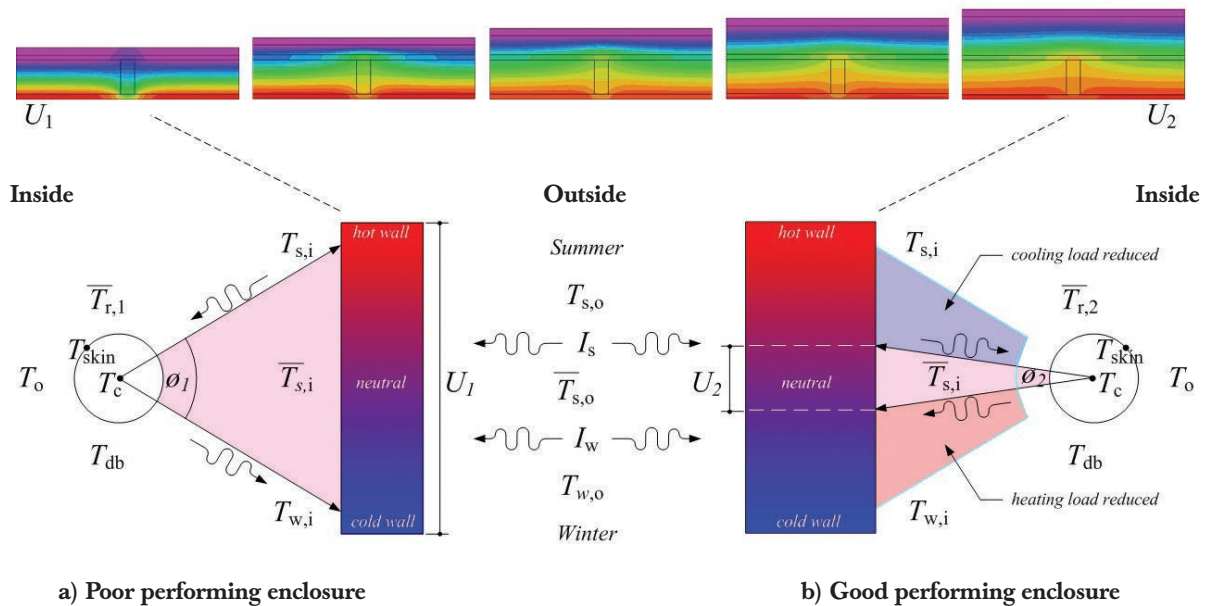 U1
U2
Inside
Outside
Inside
hot wall
Summer
hot wall
Ts,i
Ts,i
cooling load reduced
T̅r,1
Ts,o
T̅r,2
Tskin
Is
Tskin
To
Tc
ø1
T̅s,i
neutral
U1
T̅s,o
U2
neutral
T̅s,i
ø2
Tc
To
Tdb
Iw
Tdb
Tw,i
Tw,o
Tw,i
heating load reduced
cold wall
Winter
cold wall
a) Poor performing enclosure
b) Good performing enclosure